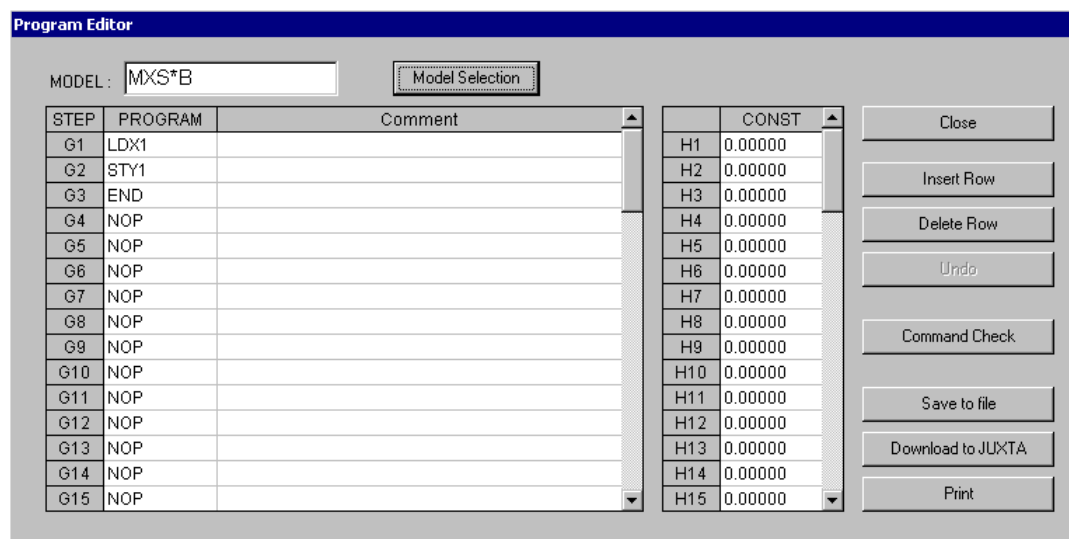 Program Editor
MODEL : MXS*B Model Selection
STEP PROGRAM Comment CONST Close
G1 LDX1 H1 0.00000
G2 STY1 H2 0.00000 Insert Row
G3 END H3 0.00000
G4 NOP H4 0.00000 Delete Row
G5 NOP H5 0.00000
G6 NOP H6 0.00000 Undo
G7 NOP H7 0.00000
G8 NOP H8 0.00000
G9 NOP H9 0.00000 Command Check
G10 NOP H10 0.00000
G11 NOP H11 0.00000 Save to file
G12 NOP H12 0.00000
G13 NOP H13 0.00000 Download to JUXTA
G14 NOP H14 0.00000
G15 NOP H15 0.00000 Print